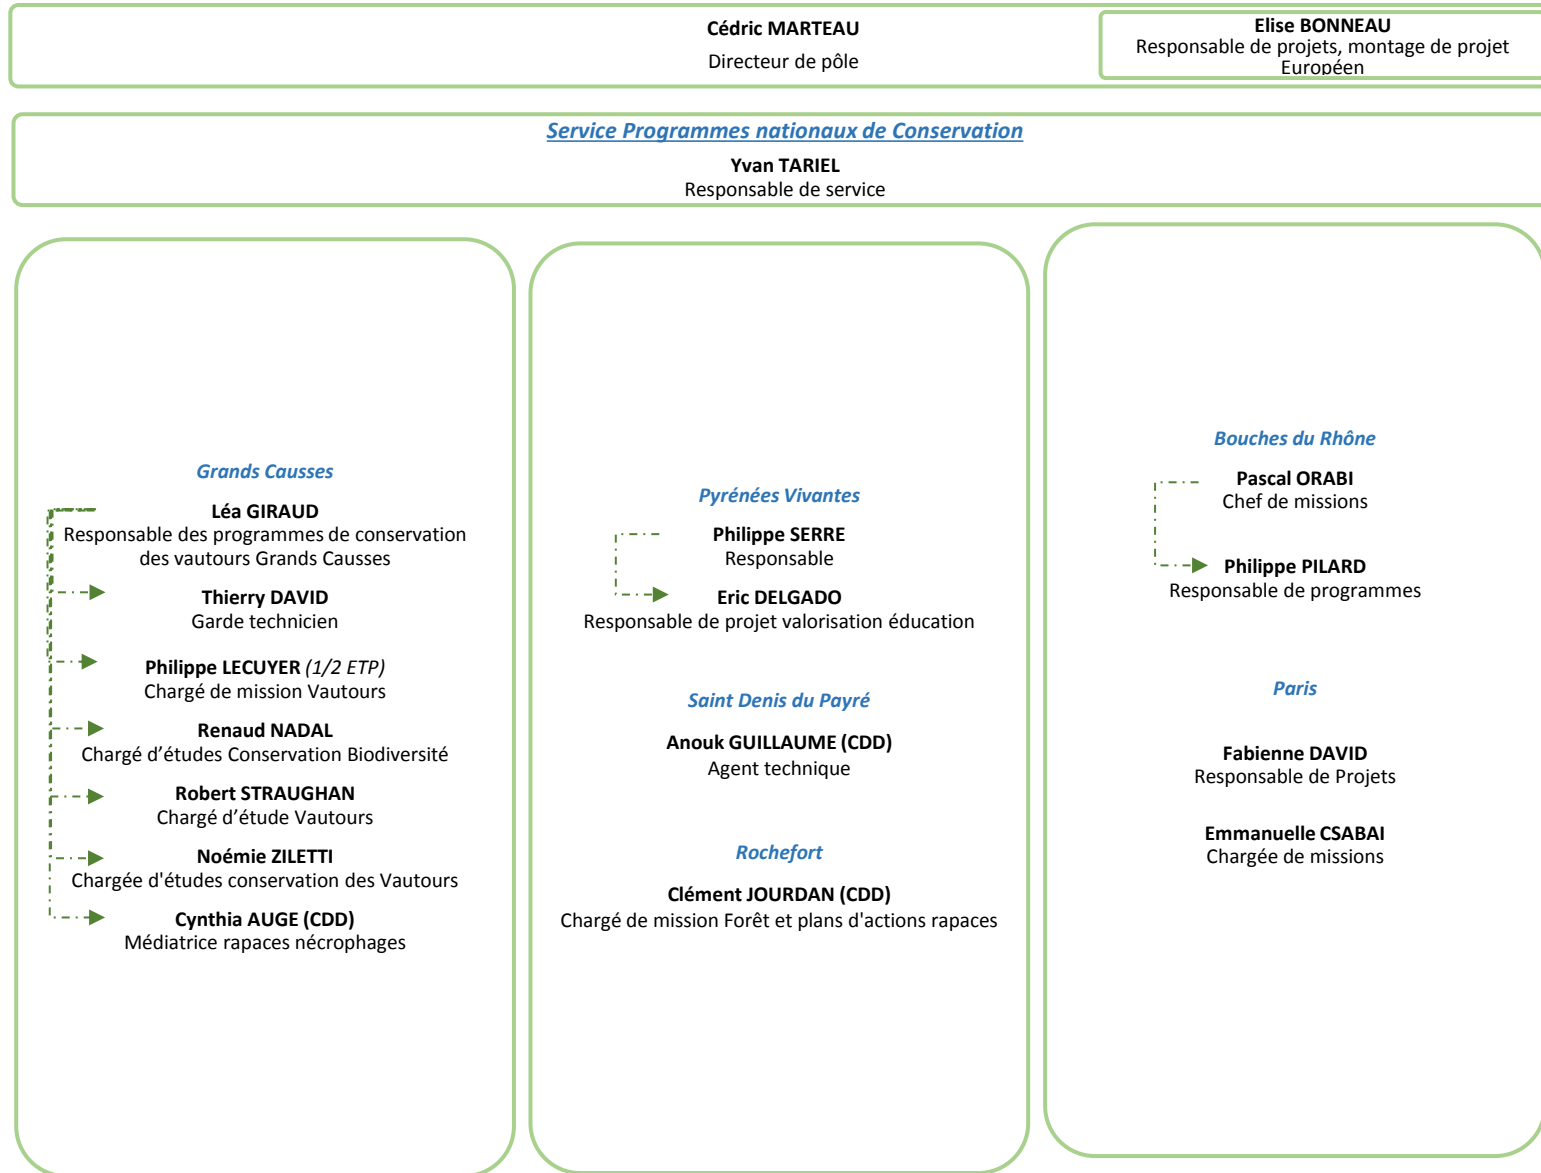 Cédric MARTEAU
Directeur de pôle
Elise BONNEAU
Responsable de projets, montage de projet
Européen
Service Programmes nationaux de Conservation
Yvan TARIEL
Responsable de service
Grands Causses
Léa GIRAUD
Responsable des programmes de conservation
des vautours Grands Causses
Thierry DAVID
Garde technicien
Philippe LECUYER (1/2 ETP)
Chargé de mission Vautours
Renaud NADAL
Chargé d’études Conservation Biodiversité
Robert STRAUGHAN
Chargé d’étude Vautours
Noémie ZILETTI
Chargée d'études conservation des Vautours
Cynthia AUGE (CDD)
Médiatrice rapaces nécrophages
Pyrénées Vivantes
Philippe SERRE
Responsable
Eric DELGADO
Responsable de projet valorisation éducation
Saint Denis du Payré
Anouk GUILLAUME (CDD)
Agent technique
Rochefort
Clément JOURDAN (CDD)
Chargé de mission Forêt et plans d'actions rapaces
Bouches du Rhône
Pascal ORABI
Chef de missions
Philippe PILARD
Responsable de programmes
Paris
Fabienne DAVID
Responsable de Projets
Emmanuelle CSABAI
Chargée de missions